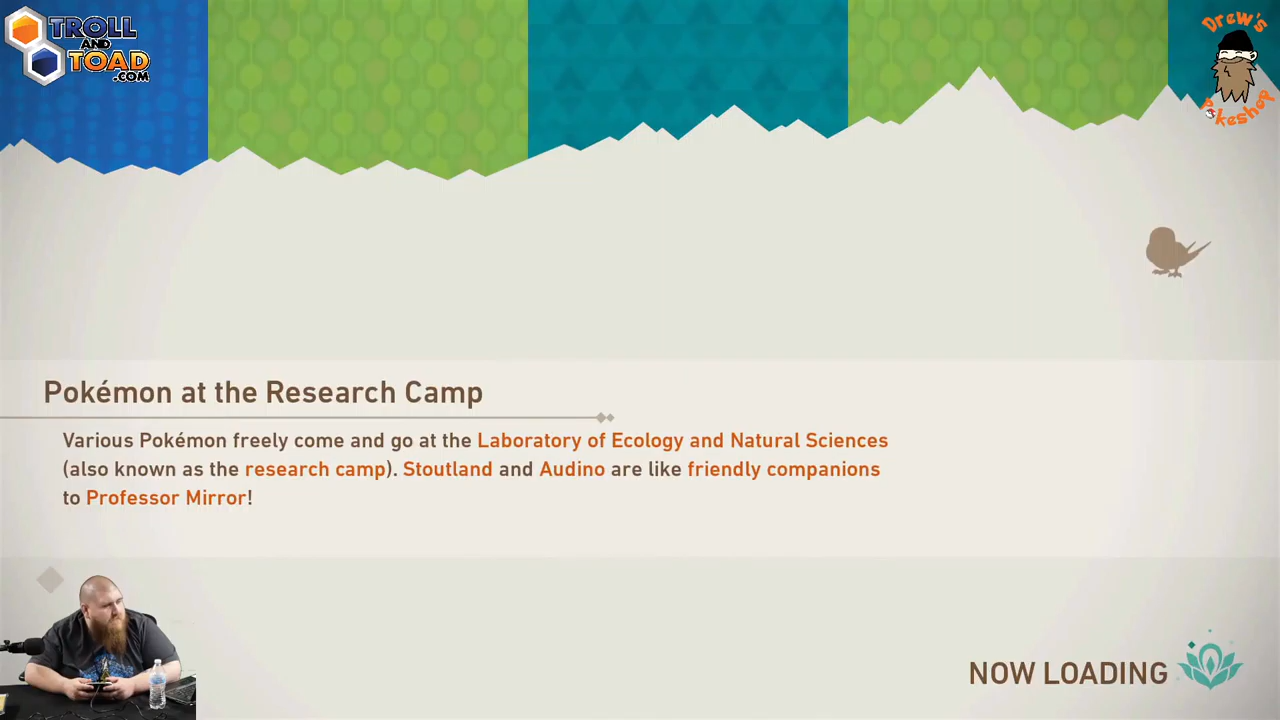 TROLL
AND
TOAD
.COM
Drew's
Pokeshop
Pokémon at the Research Camp
Various Pokémon freely come and go at the Laboratory of Ecology and Natural Sciences
(also known as the research camp). Stoutland and Audino are like friendly companions
to Professor Mirror!
NOW LOADING